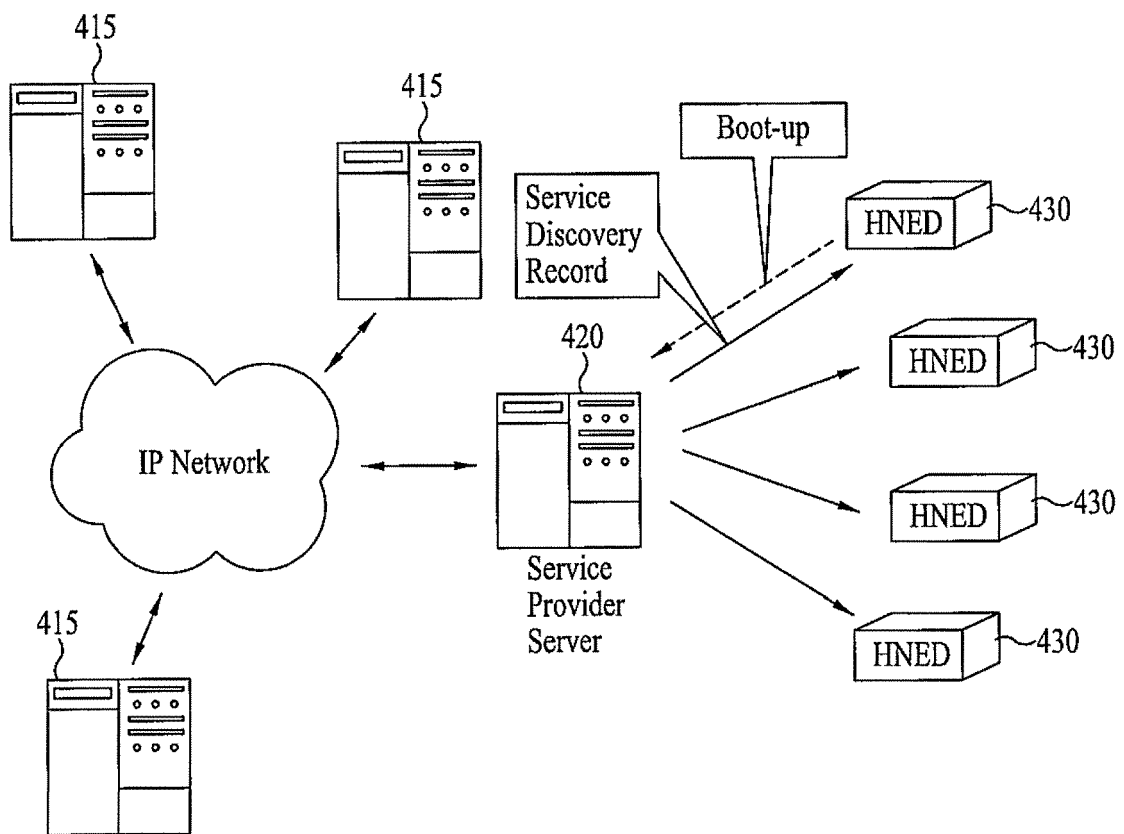 415
415
Boot-up
Service
Discovery
Record
HNED
430
420
HNED
430
IP Network
HNED
430
Service
Provider
Server
415
HNED
430